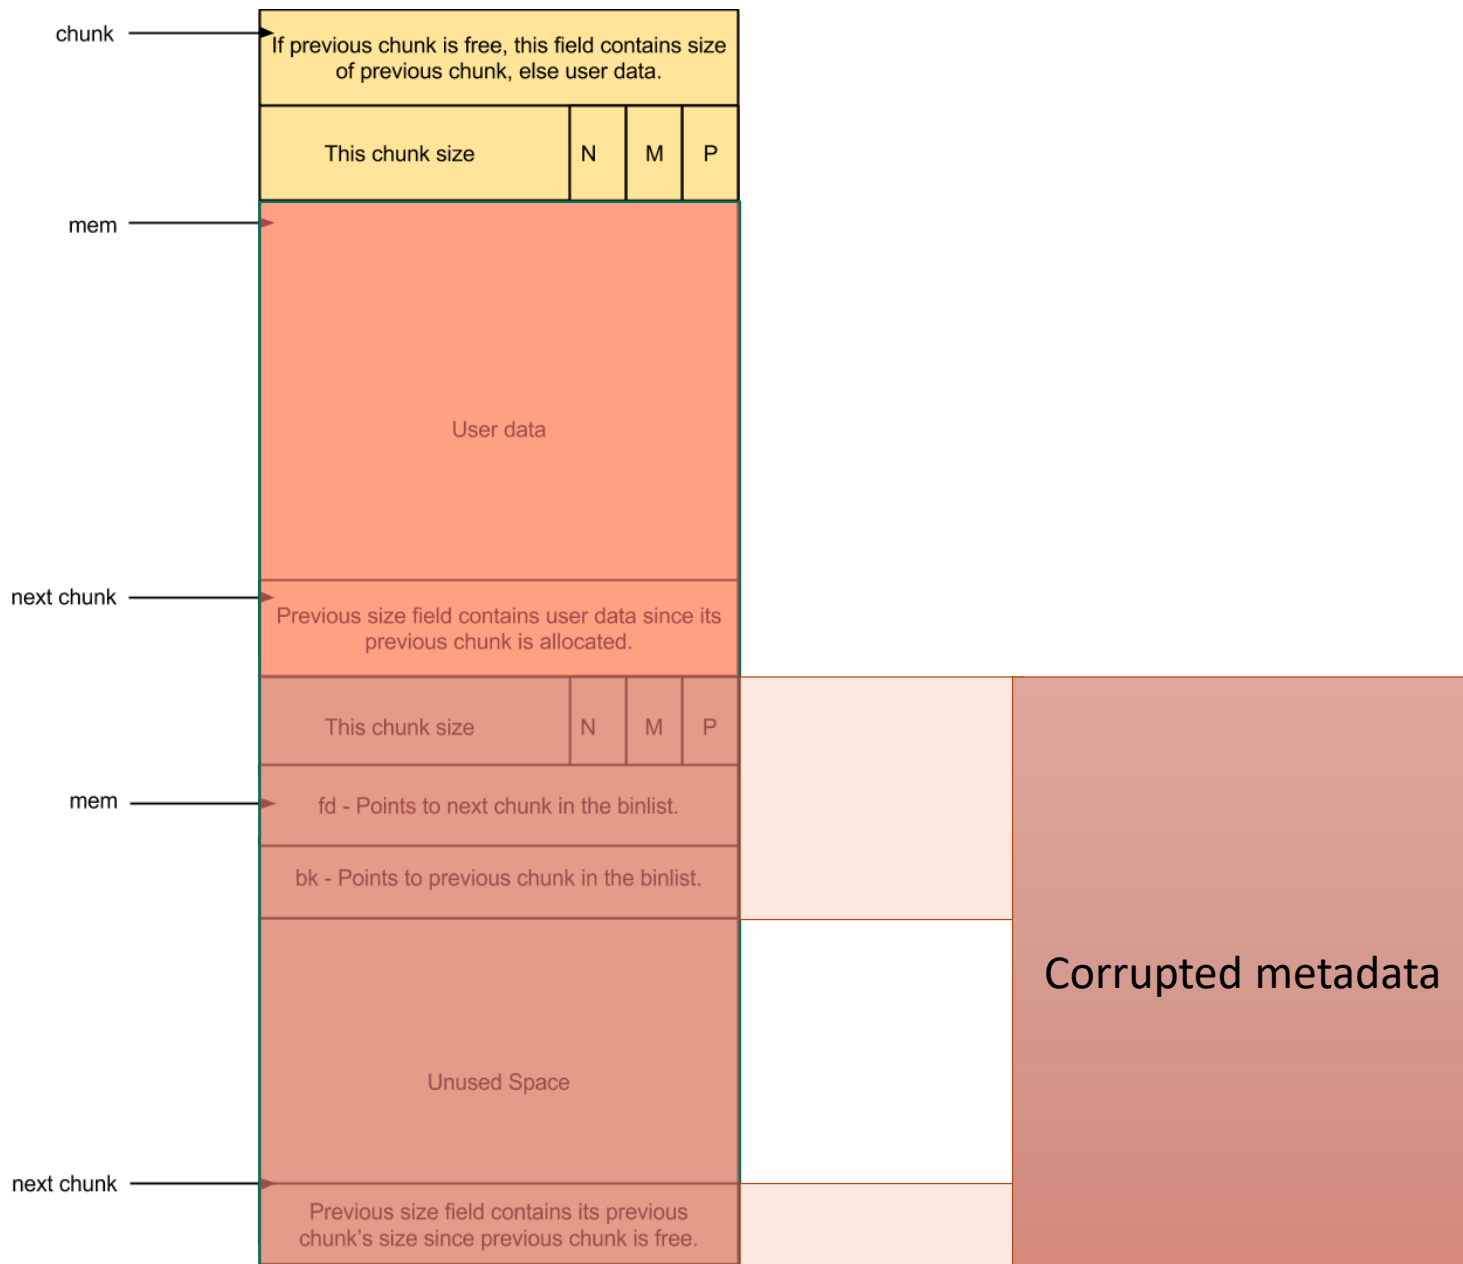 chunk
If previous chunk is free, this field contains size
of previous chunk, else user data.
This chunk size N M P
mem
User data
next chunk
Previous size field contains user data since its
previous chunk is allocated.
This chunk size N M P
mem
fd - Points to next chunk in the binlist.
bk - Points to previous chunk in the binlist.
Corrupted metadata
Unused Space
next chunk
Previous size field contains its previous
chunk's size since previous chunk is free.